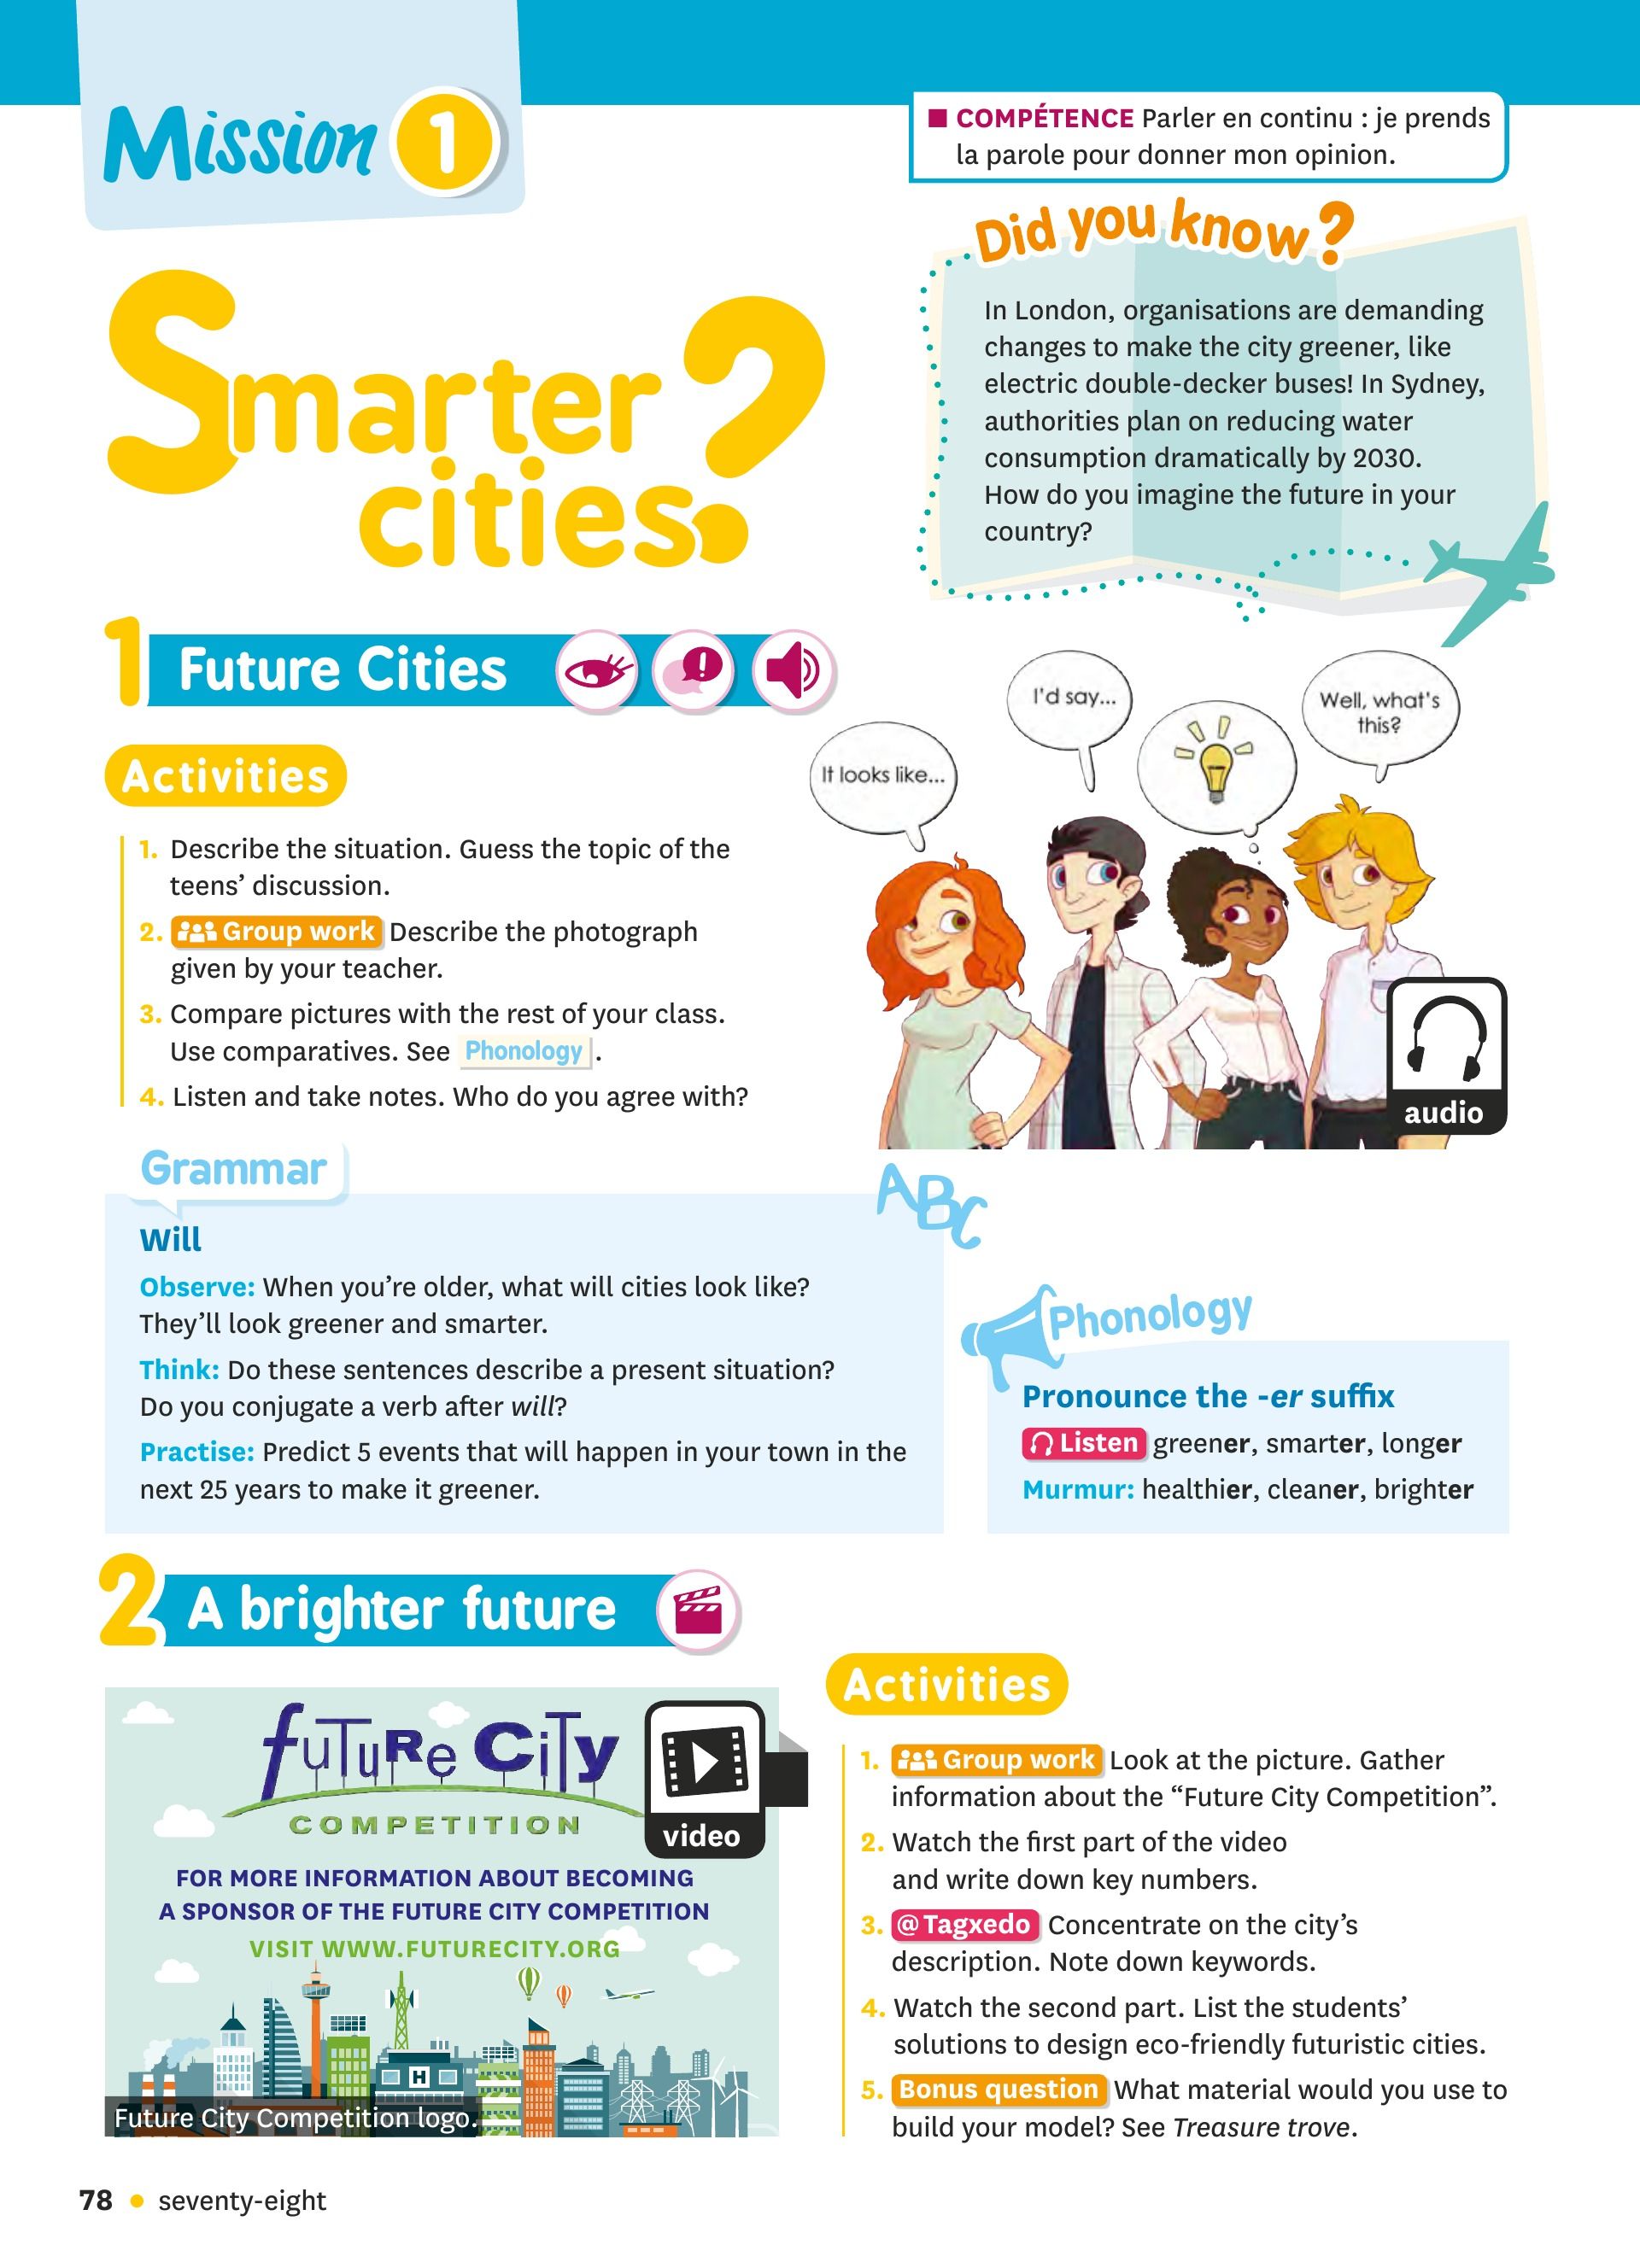 Mission 1
■ COMPÉTENCE Parler en continu : je prends
la parole pour donner mon opinion.
Did you know?
In London, organisations are demanding
changes to make the city greener, like
electric double-decker buses! In Sydney,
authorities plan on reducing water
consumption dramatically by 2030.
How do you imagine the future in your
country?
Smarter
cities?
1 Future Cities
Activities
1. Describe the situation. Guess the topic of the
teens’ discussion.
2. Group work Describe the photograph
given by your teacher.
3. Compare pictures with the rest of your class.
Use comparatives. See Phonology .
4. Listen and take notes. Who do you agree with?
It looks like...
I'd say...
Well, what's
this?
audio
Grammar
ABC
Will
Observe: When you’re older, what will cities look like?
They’ll look greener and smarter.
Think: Do these sentences describe a present situation?
Do you conjugate a verb after will?
Practise: Predict 5 events that will happen in your town in the
next 25 years to make it greener.
Phonology
Pronounce the -er suffix
Listen greener, smarter, longer
Murmur: healthier, cleaner, brighter
2 A brighter future
Future City
COMPETITION
video
FOR MORE INFORMATION ABOUT BECOMING
A SPONSOR OF THE FUTURE CITY COMPETITION
VISIT WWW.FUTURECITY.ORG
H
Future City Competition logo.
Activities
1. Group work Look at the picture. Gather
information about the “Future City Competition”.
2. Watch the first part of the video
and write down key numbers.
3. @Tagxedo Concentrate on the city’s
description. Note down keywords.
4. Watch the second part. List the students’
solutions to design eco-friendly futuristic cities.
5. Bonus question What material would you use to
build your model? See Treasure trove.
78 • seventy-eight